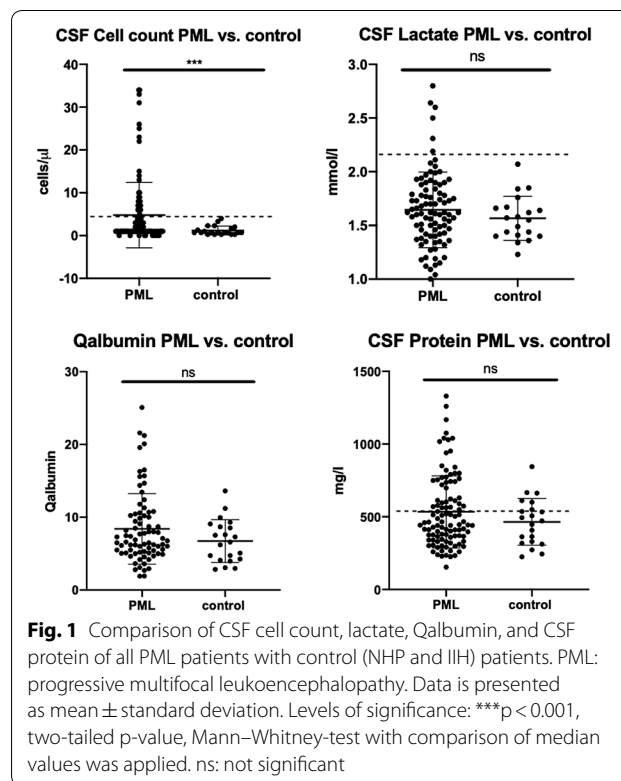 CSF Cell count PML vs. control
***
40
30
20
10
0
-10
cells/μl
PML control
CSF Lactate PML vs. control
ns
3.0
2.5
2.0
1.5
1.0
mmol/l
PML control
Qalbumin PML vs. control
ns
30
20
10
0
Qalbumin
PML control
CSF Protein PML vs. control
ns
1500
1000
500
0
mg/l
PML control
Fig. 1 Comparison of CSF cell count, lactate, Qalbumin, and CSF
protein of all PML patients with control (NHP and IIH) patients. PML:
progressive multifocal leukoencephalopathy. Data is presented
as mean ± standard deviation. Levels of significance: ***p < 0.001,
two-tailed p-value, Mann–Whitney-test with comparison of median
values was applied. ns: not significant